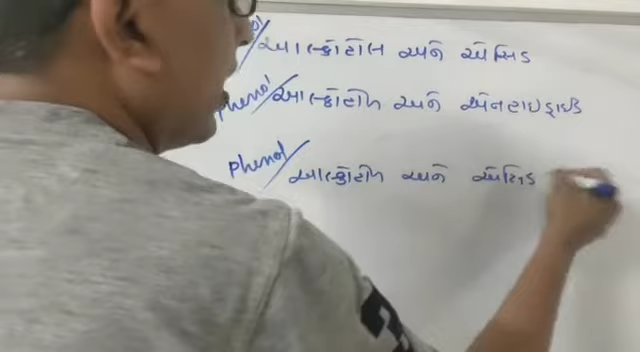 આલ્કોહોલ અને એસિડ
phenol/આલ્કોહોલ અને એનહાઇડ્રાઇડ
phenol/આલ્કોહોલ અને એસિડ